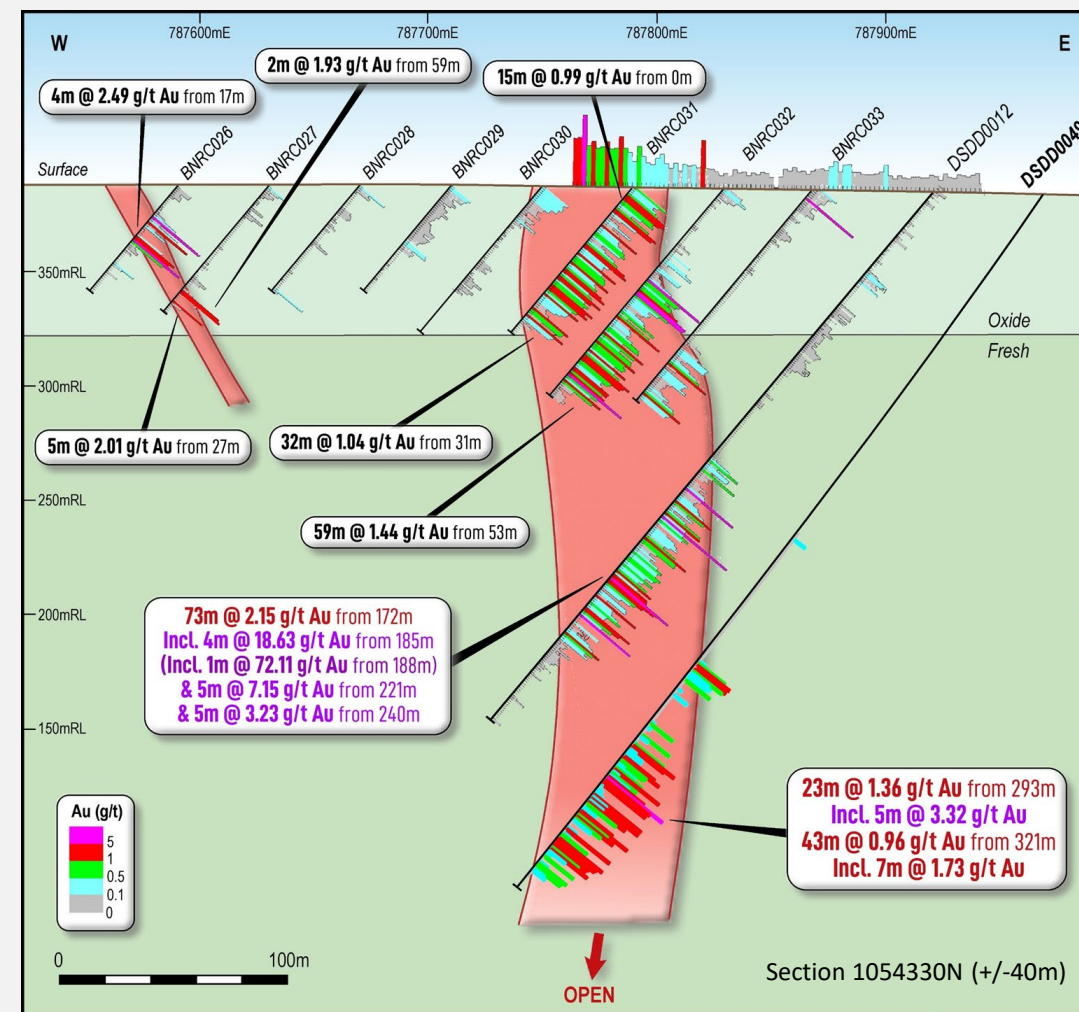 787600mE
787700mE
787800mE
787900mE
W
E
2m @ 1.93 g/t Au from 59m
15m @ 0.99 g/t Au from 0m
4m @ 2.49 g/t Au from 17m
BNRC026
BNRC027
BNRC028
BNRC029
BNRC030
BNRC031
BNRC032
BNRC033
DSDD0012
DSDD0049
Surface
350mRL
Oxide
Fresh
300mRL
5m @ 2.01 g/t Au from 27m
32m @ 1.04 g/t Au from 31m
250mRL
59m @ 1.44 g/t Au from 53m
200mRL
73m @ 2.15 g/t Au from 172m
Incl. 4m @ 18.63 g/t Au from 185m
(Incl. 1m @ 72.11 g/t Au from 188m)
& 5m @ 7.15 g/t Au from 221m
& 5m @ 3.23 g/t Au from 240m
150mRL
23m @ 1.36 g/t Au from 293m
Incl. 5m @ 3.32 g/t Au
43m @ 0.96 g/t Au from 321m
Incl. 7m @ 1.73 g/t Au
Au (g/t)
5
1
0.5
0.1
0
0
100m
OPEN
Section 1054330N (+/-40m)